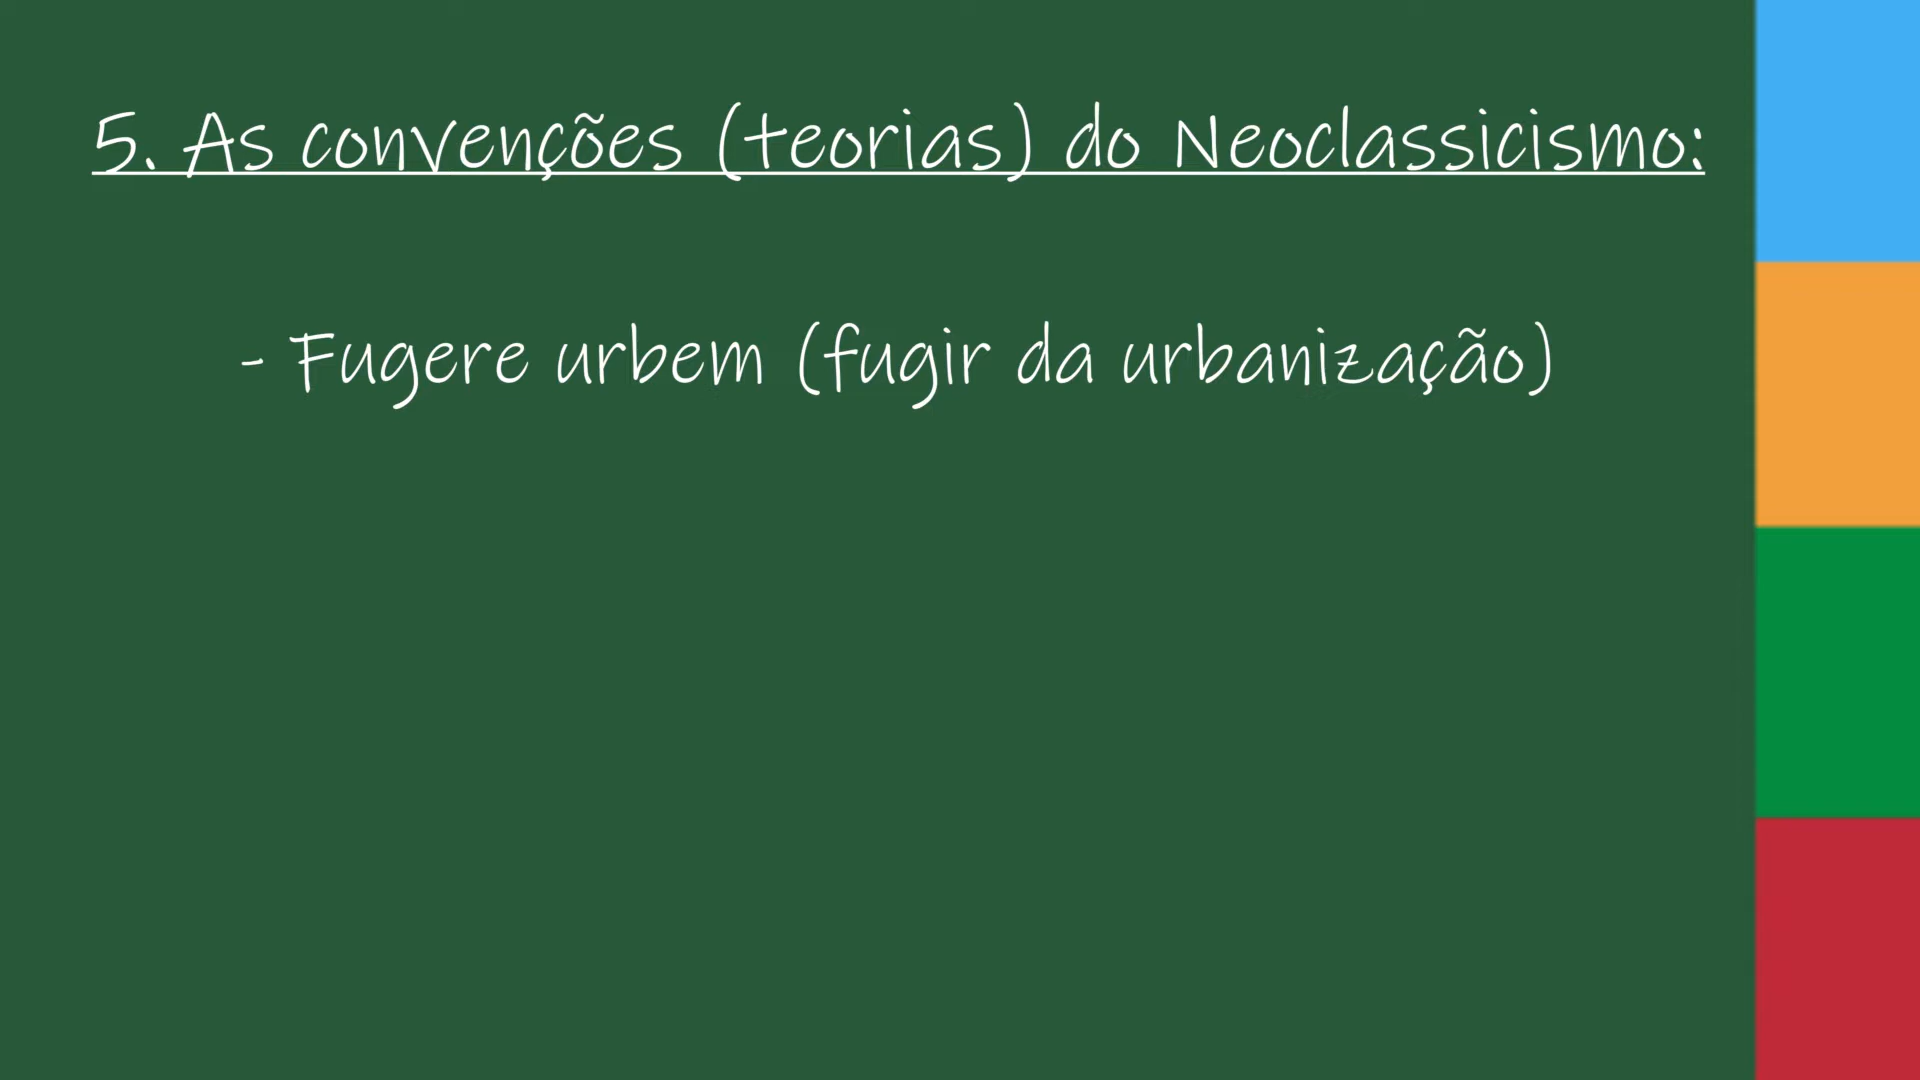 5. As convenções (teorias) do Neoclassicismo:
- Fugere urbem (fugir da urbanização)